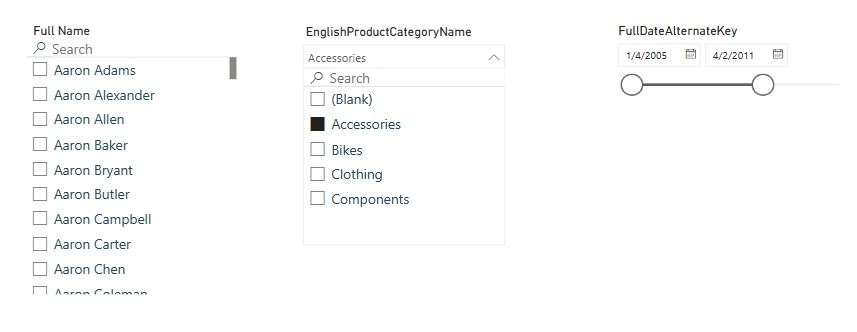 Full Name
Search
Aaron Adams
Aaron Alexander
Aaron Allen
Aaron Baker
Aaron Bryant
Aaron Butler
Aaron Campbell
Aaron Carter
Aaron Chen
Aaron Coleman
EnglishProductCategoryName
Accessories
Search
(Blank)
Accessories
Bikes
Clothing
Components
FullDateAlternateKey
1/4/2005 4/2/2011